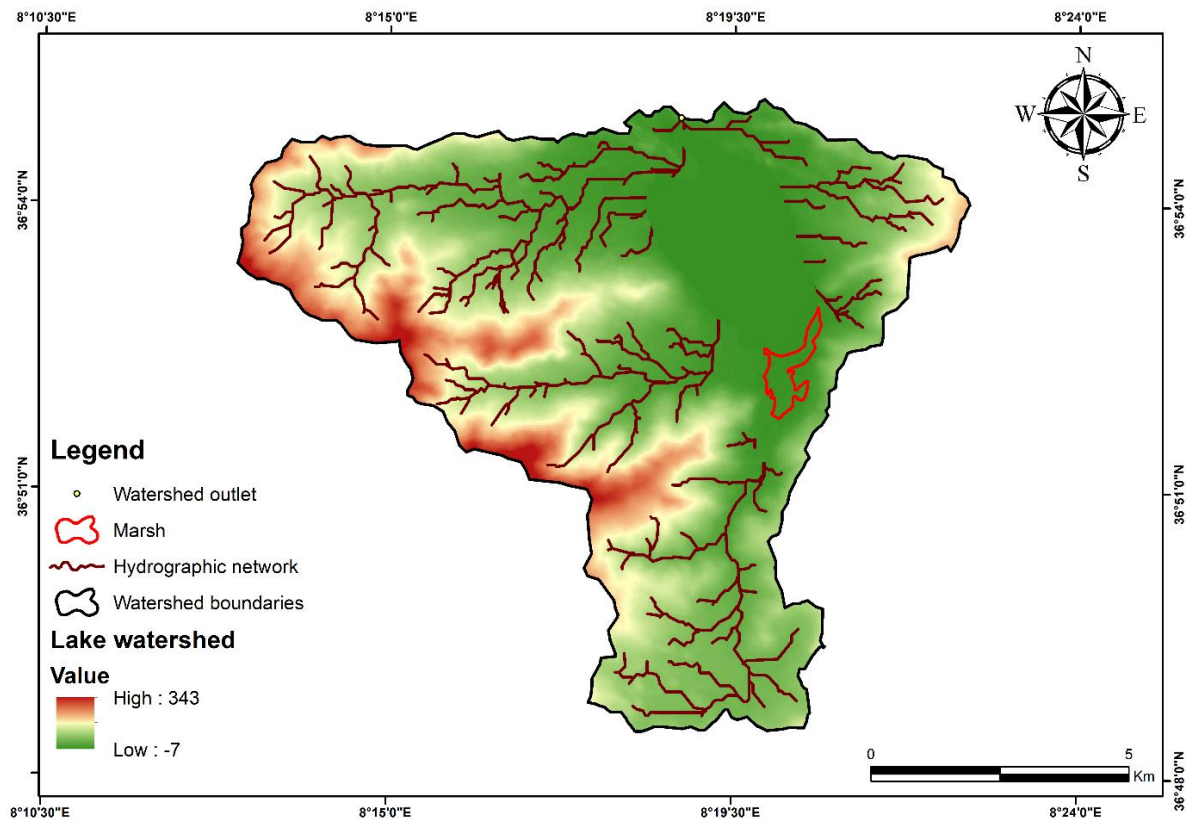 8°10'30"E 8°15'0"E 8°19'30"E 8°24'0"E
N
W E
S
36°54'0"N 36°54'0"N
36°51'0"N 36°51'0"N
36°48'0"N
Legend
Watershed outlet
Marsh
Hydrographic network
Watershed boundaries
Lake watershed
Value
High : 343
Low : -7
0 5
Km
8°10'30"E 8°15'0"E 8°19'30"E 8°24'0"E